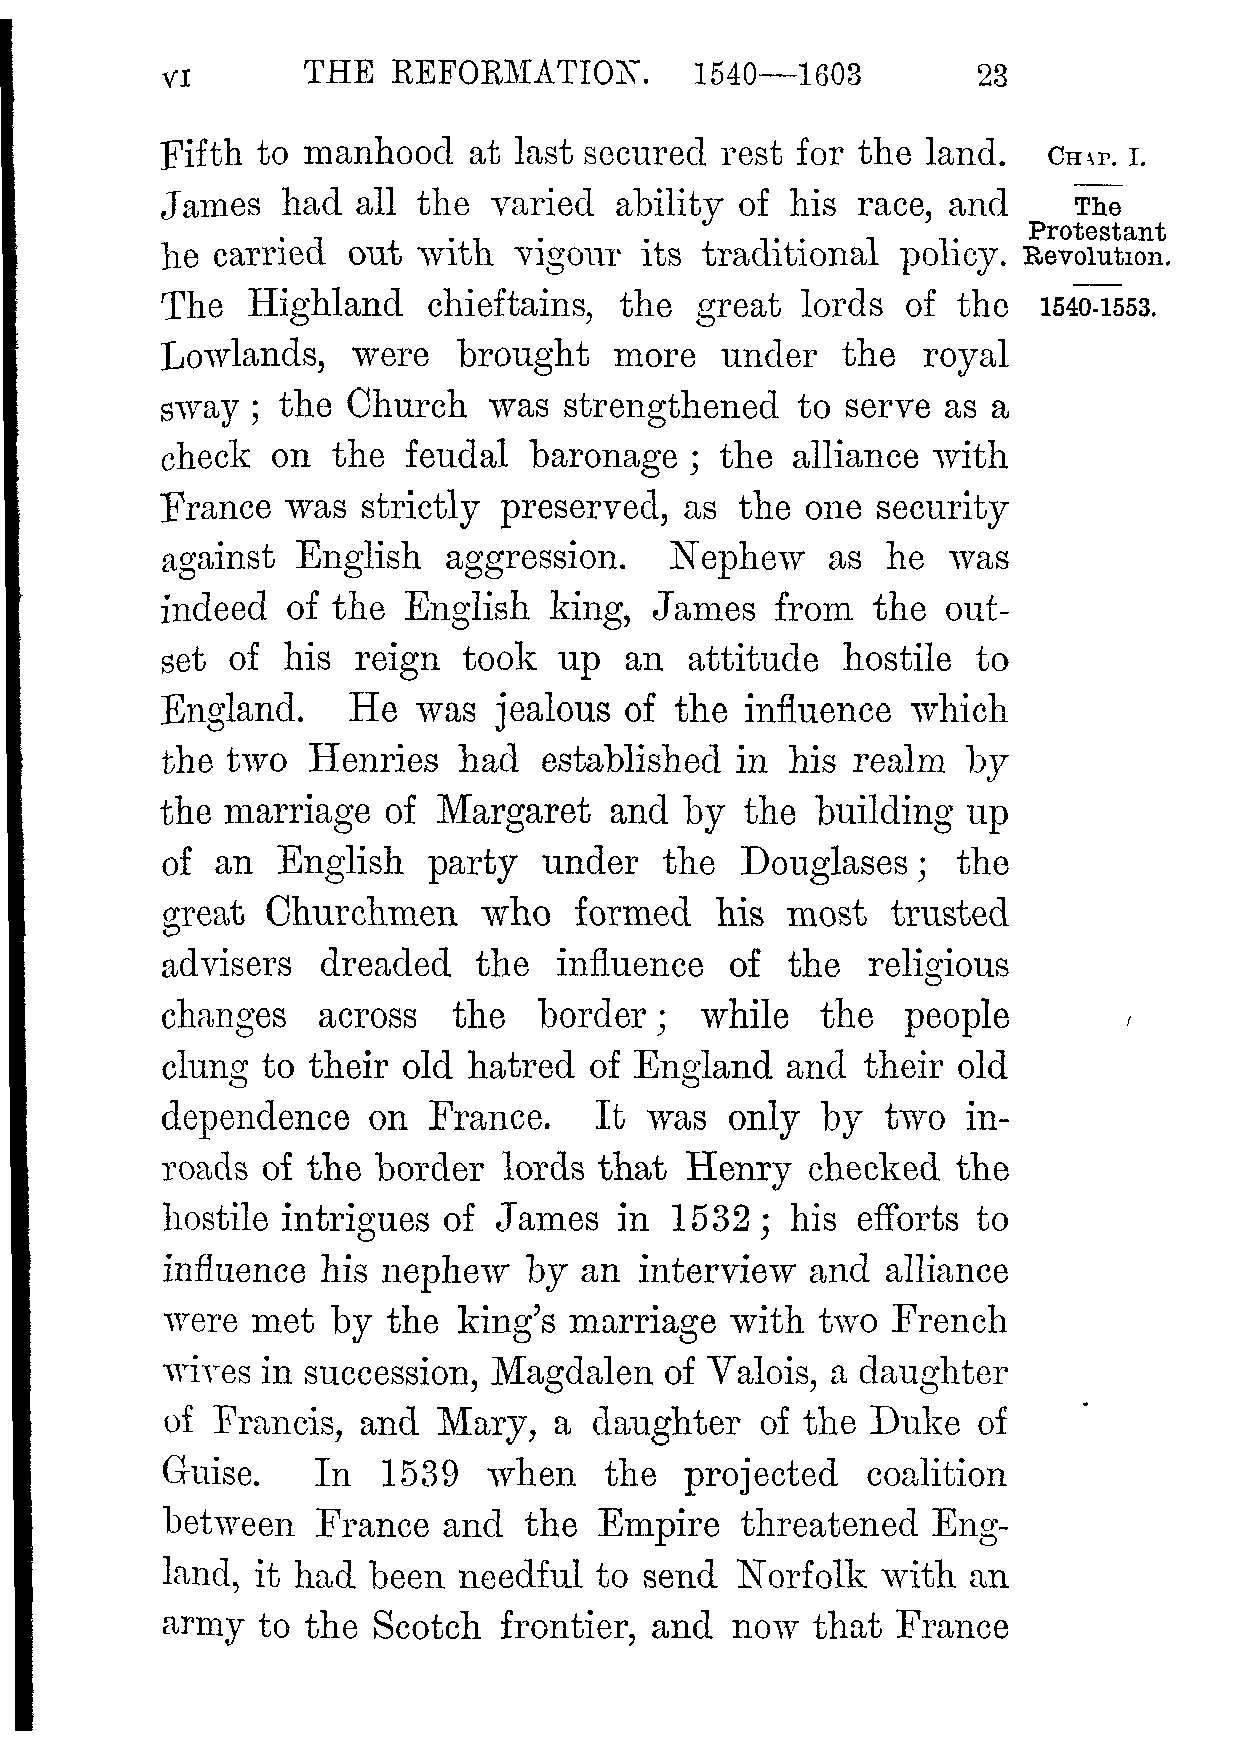 VI THE REFORMATION. 1540—1603 23
Fifth to manhood at last secured rest for the land.
James had all the varied ability of his race, and
he carried out with vigour its traditional policy.
The Highland chieftains, the great lords of the
Lowlands, were brought more under the royal
sway ; the Church was strengthened to serve as a
check on the feudal baronage ; the alliance with
France was strictly preserved, as the one security
against English aggression. Nephew as he was
indeed of the English king, James from the out-
set of his reign took up an attitude hostile to
England. He was jealous of the influence which
the two Henries had established in his realm by
the marriage of Margaret and by the building up
of an English party under the Douglases ; the
great Churchmen who formed his most trusted
advisers dreaded the influence of the religious
changes across the border ; while the people
clung to their old hatred of England and their old
dependence on France. It was only by two in-
roads of the border lords that Henry checked the
hostile intrigues of James in 1532 ; his efforts to
influence his nephew by an interview and alliance
were met by the king's marriage with two French
wives in succession, Magdalen of Valois, a daughter
of Francis, and Mary, a daughter of the Duke of
Guise. In 1539 when the projected coalition
between France and the Empire threatened Eng-
land, it had been needful to send Norfolk with an
army to the Scotch frontier, and now that France
CHAP. I.
The
Protestant
Revolution.
1540-1553.